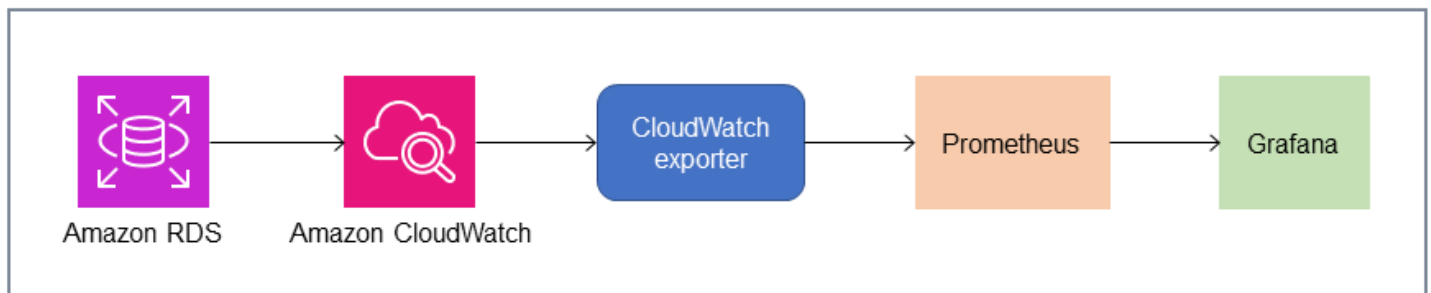 Amazon RDS
Amazon CloudWatch
CloudWatch
exporter
Prometheus
Grafana